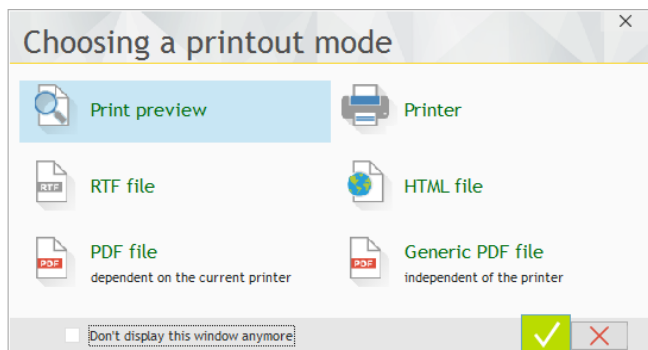 Choosing a printout mode
Print preview
Printer
RTF
RTF file
HTML file
PDF
PDF file
dependent on the current printer
PDF
Generic PDF file
independent of the printer
Don't display this window anymore